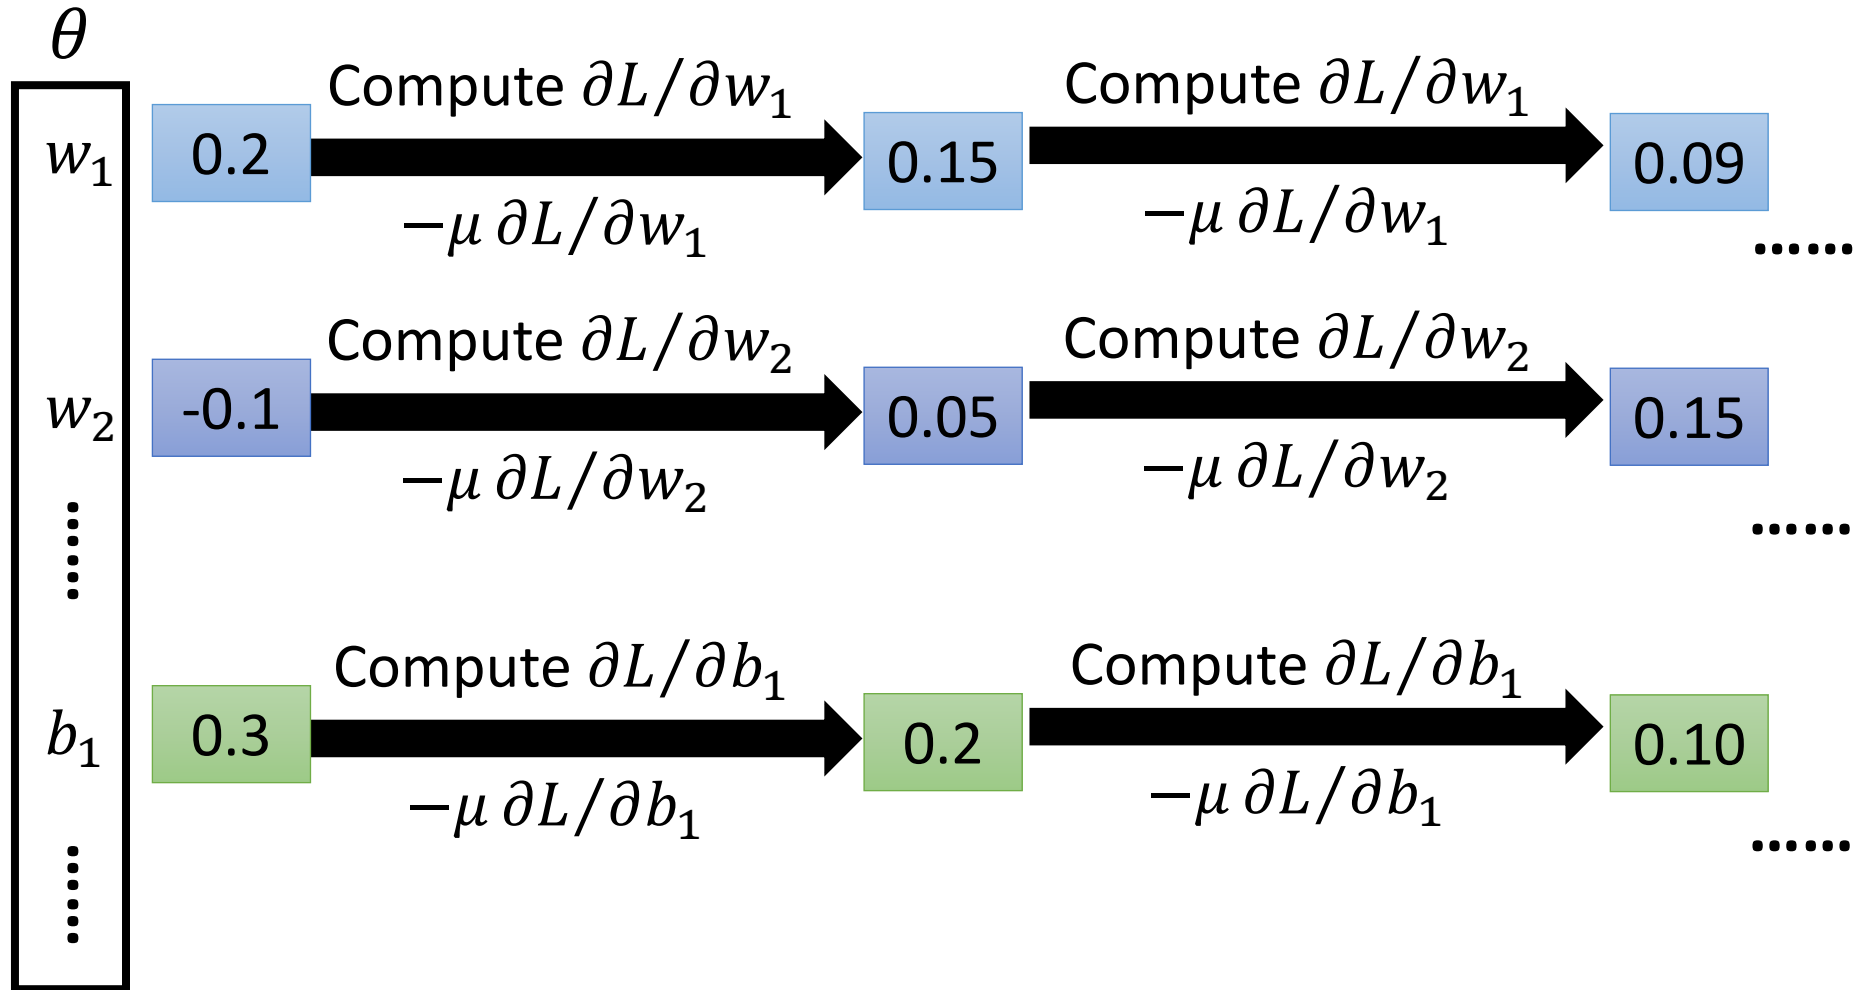 θ
Compute ∂L/∂w₁ Compute ∂L/∂w₁
w₁ 0.2 0.15 0.09
−μ ∂L/∂w₁ −μ ∂L/∂w₁
……
Compute ∂L/∂w₂ Compute ∂L/∂w₂
w₂ -0.1 0.05 0.15
−μ ∂L/∂w₂ −μ ∂L/∂w₂
…… ……
Compute ∂L/∂b₁ Compute ∂L/∂b₁
b₁ 0.3 0.2 0.10
−μ ∂L/∂b₁ −μ ∂L/∂b₁
…… ……